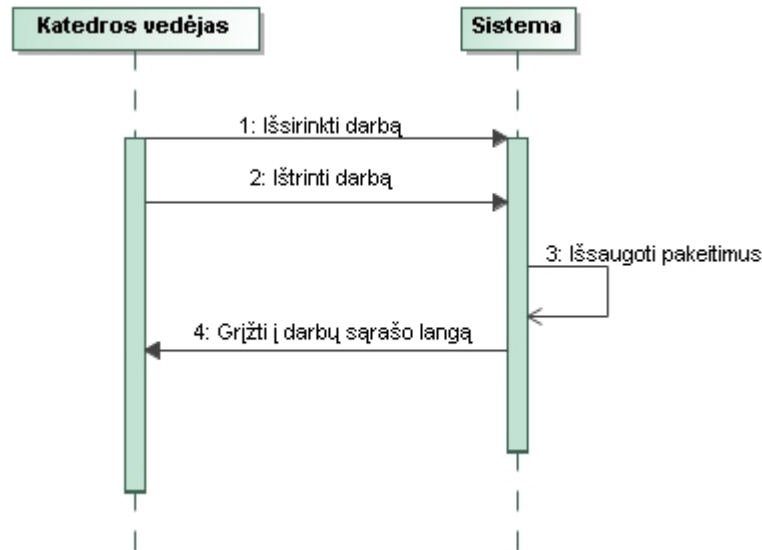 Katedros vedėjas
Sistema
1: Išsirinkti darbą
2: Ištrinti darbą
3: Išsaugoti pakeitimus
4: Grįžti į darbų sąrašo langą